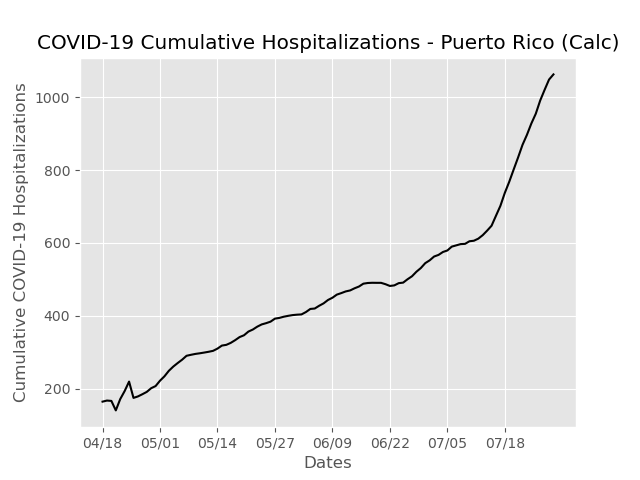 COVID-19 Cumulative Hospitalizations - Puerto Rico (Calc)
Cumulative COVID-19 Hospitalizations
1000
800
600
400
200
04/18 05/01 05/14 05/27 06/09 06/22 07/05 07/18
Dates